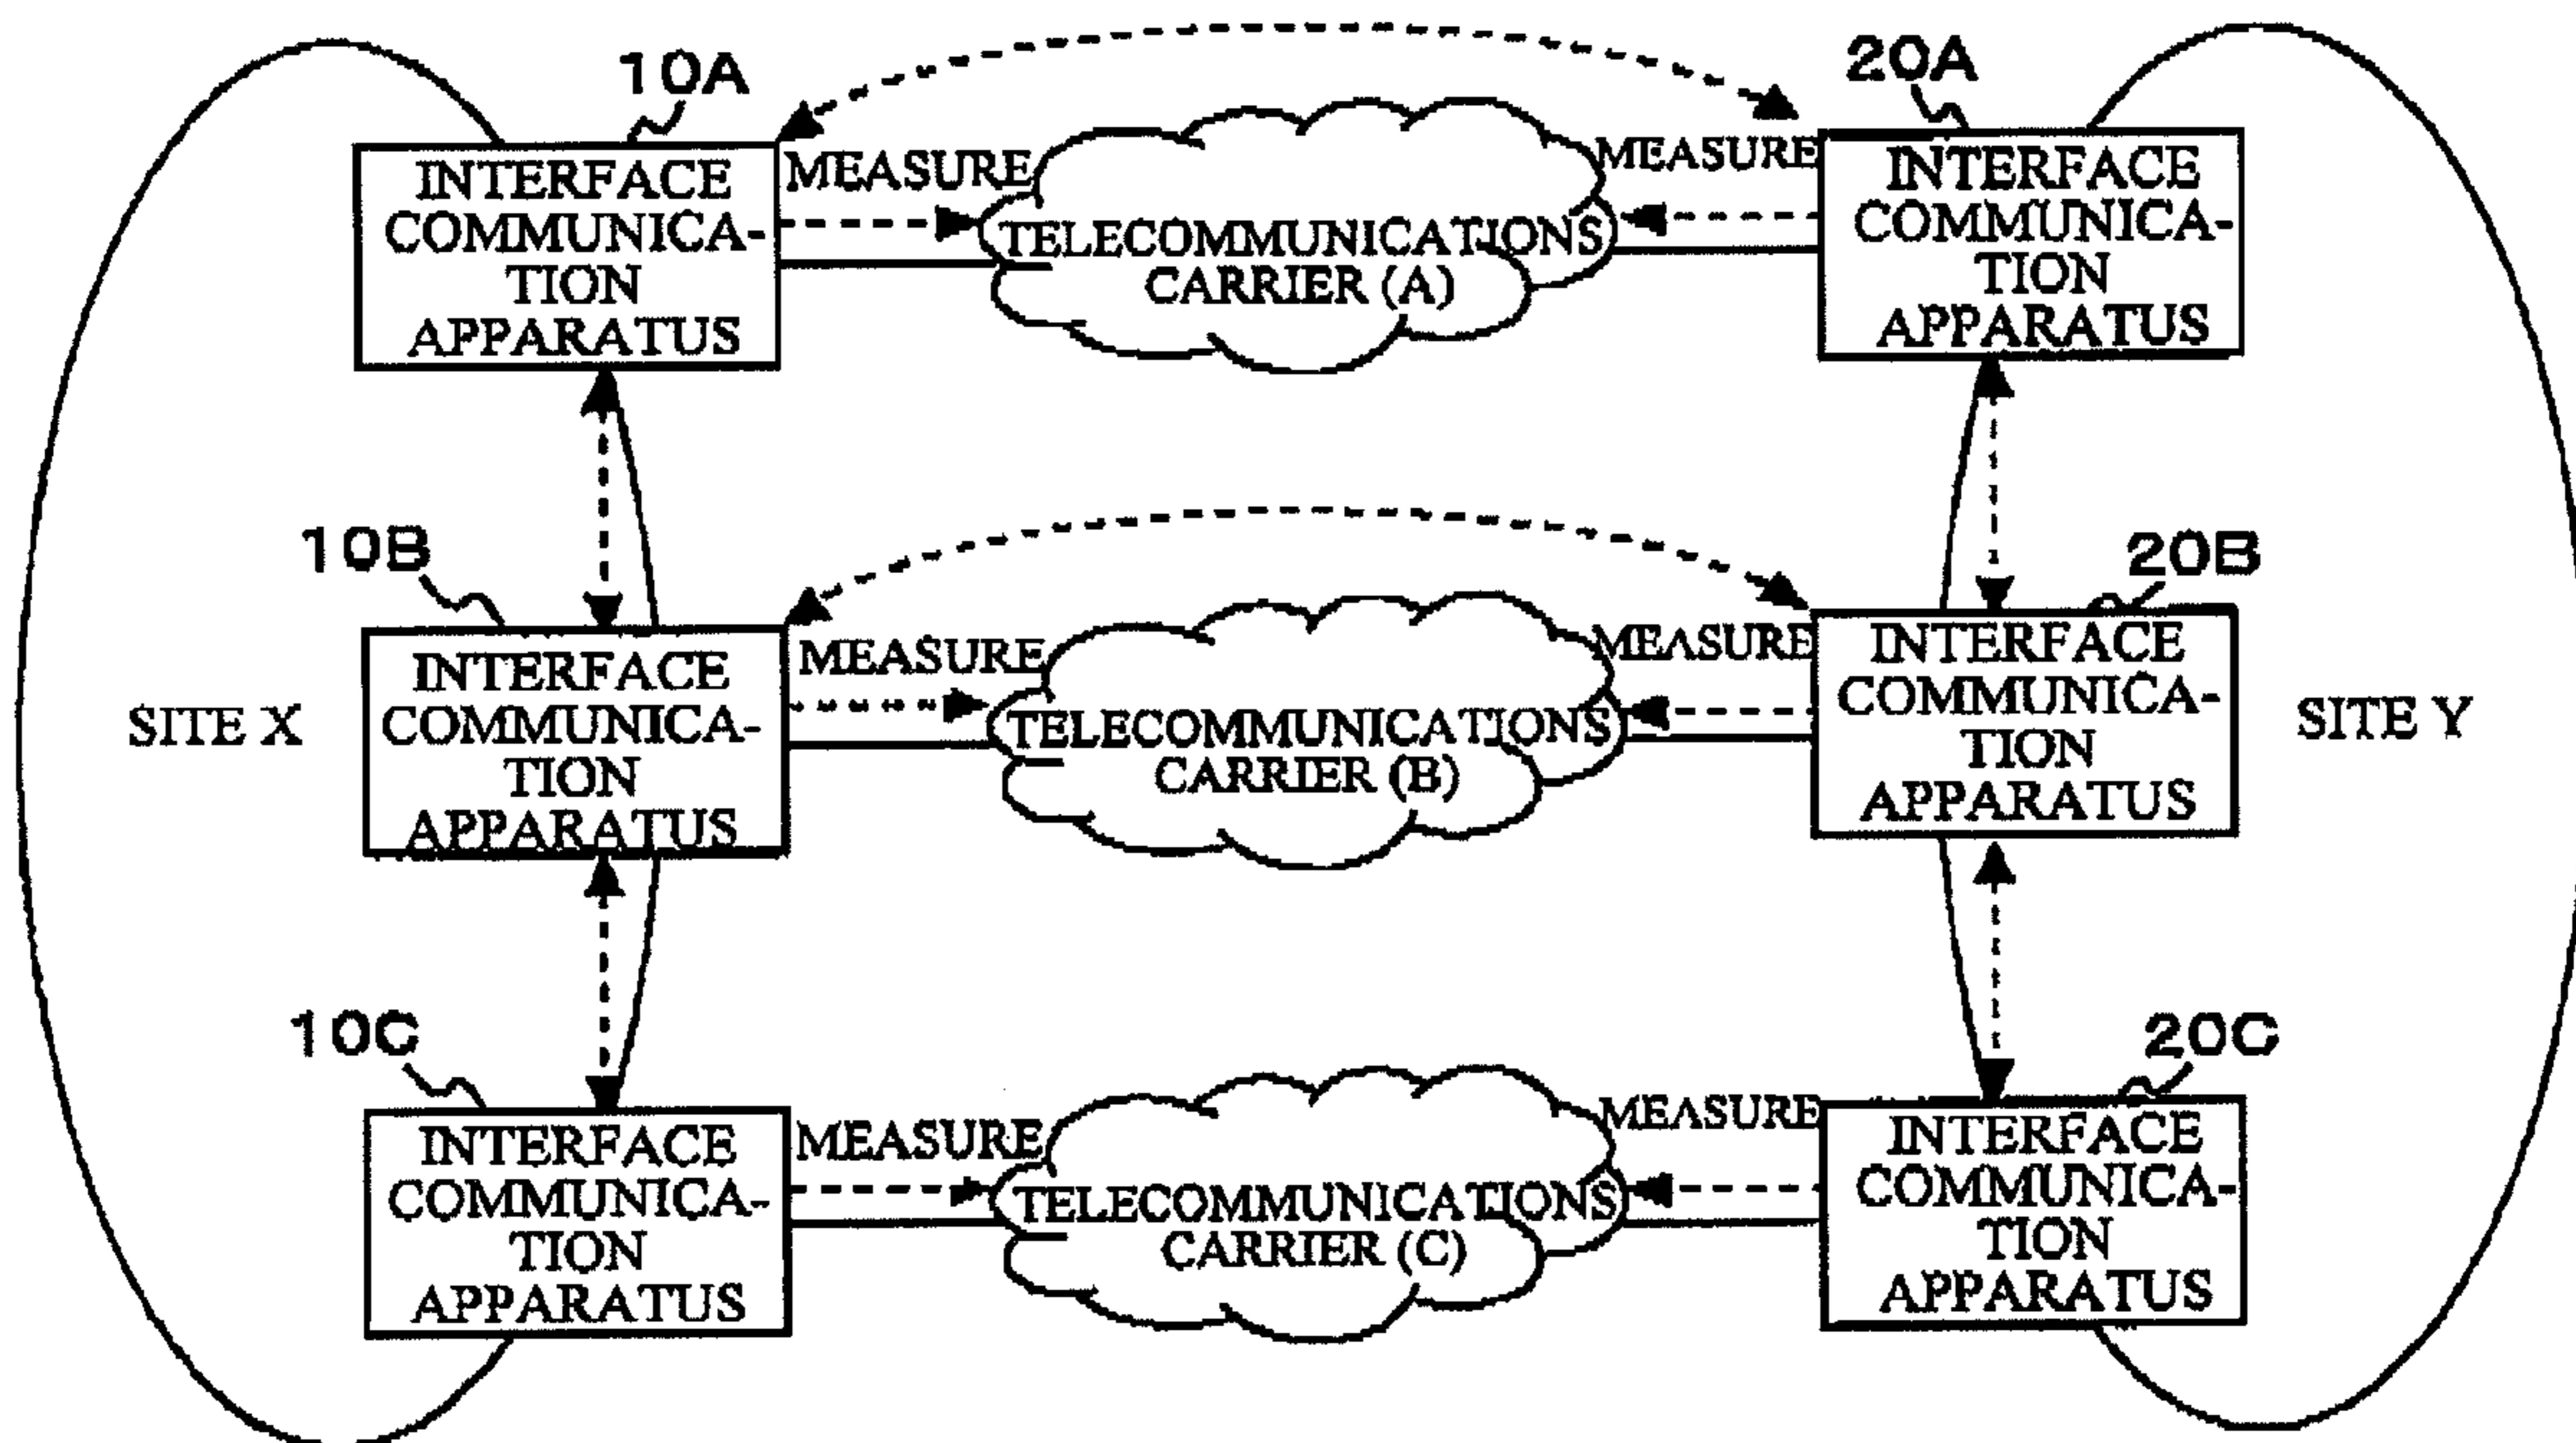 10A
20A
INTERFACE
COMMUNICA-
TION
APPARATUS
MEASURE
TELECOMMUNICATIONS
CARRIER (A)
MEASURE
INTERFACE
COMMUNICA-
TION
APPARATUS
10B
20B
SITE X
INTERFACE
COMMUNICA-
TION
APPARATUS
MEASURE
TELECOMMUNICATIONS
CARRIER (B)
MEASURE
INTERFACE
COMMUNICA-
TION
APPARATUS
SITE Y
10C
20C
INTERFACE
COMMUNICA-
TION
APPARATUS
MEASURE
TELECOMMUNICATIONS
CARRIER (C)
MEASURE
INTERFACE
COMMUNICA-
TION
APPARATUS